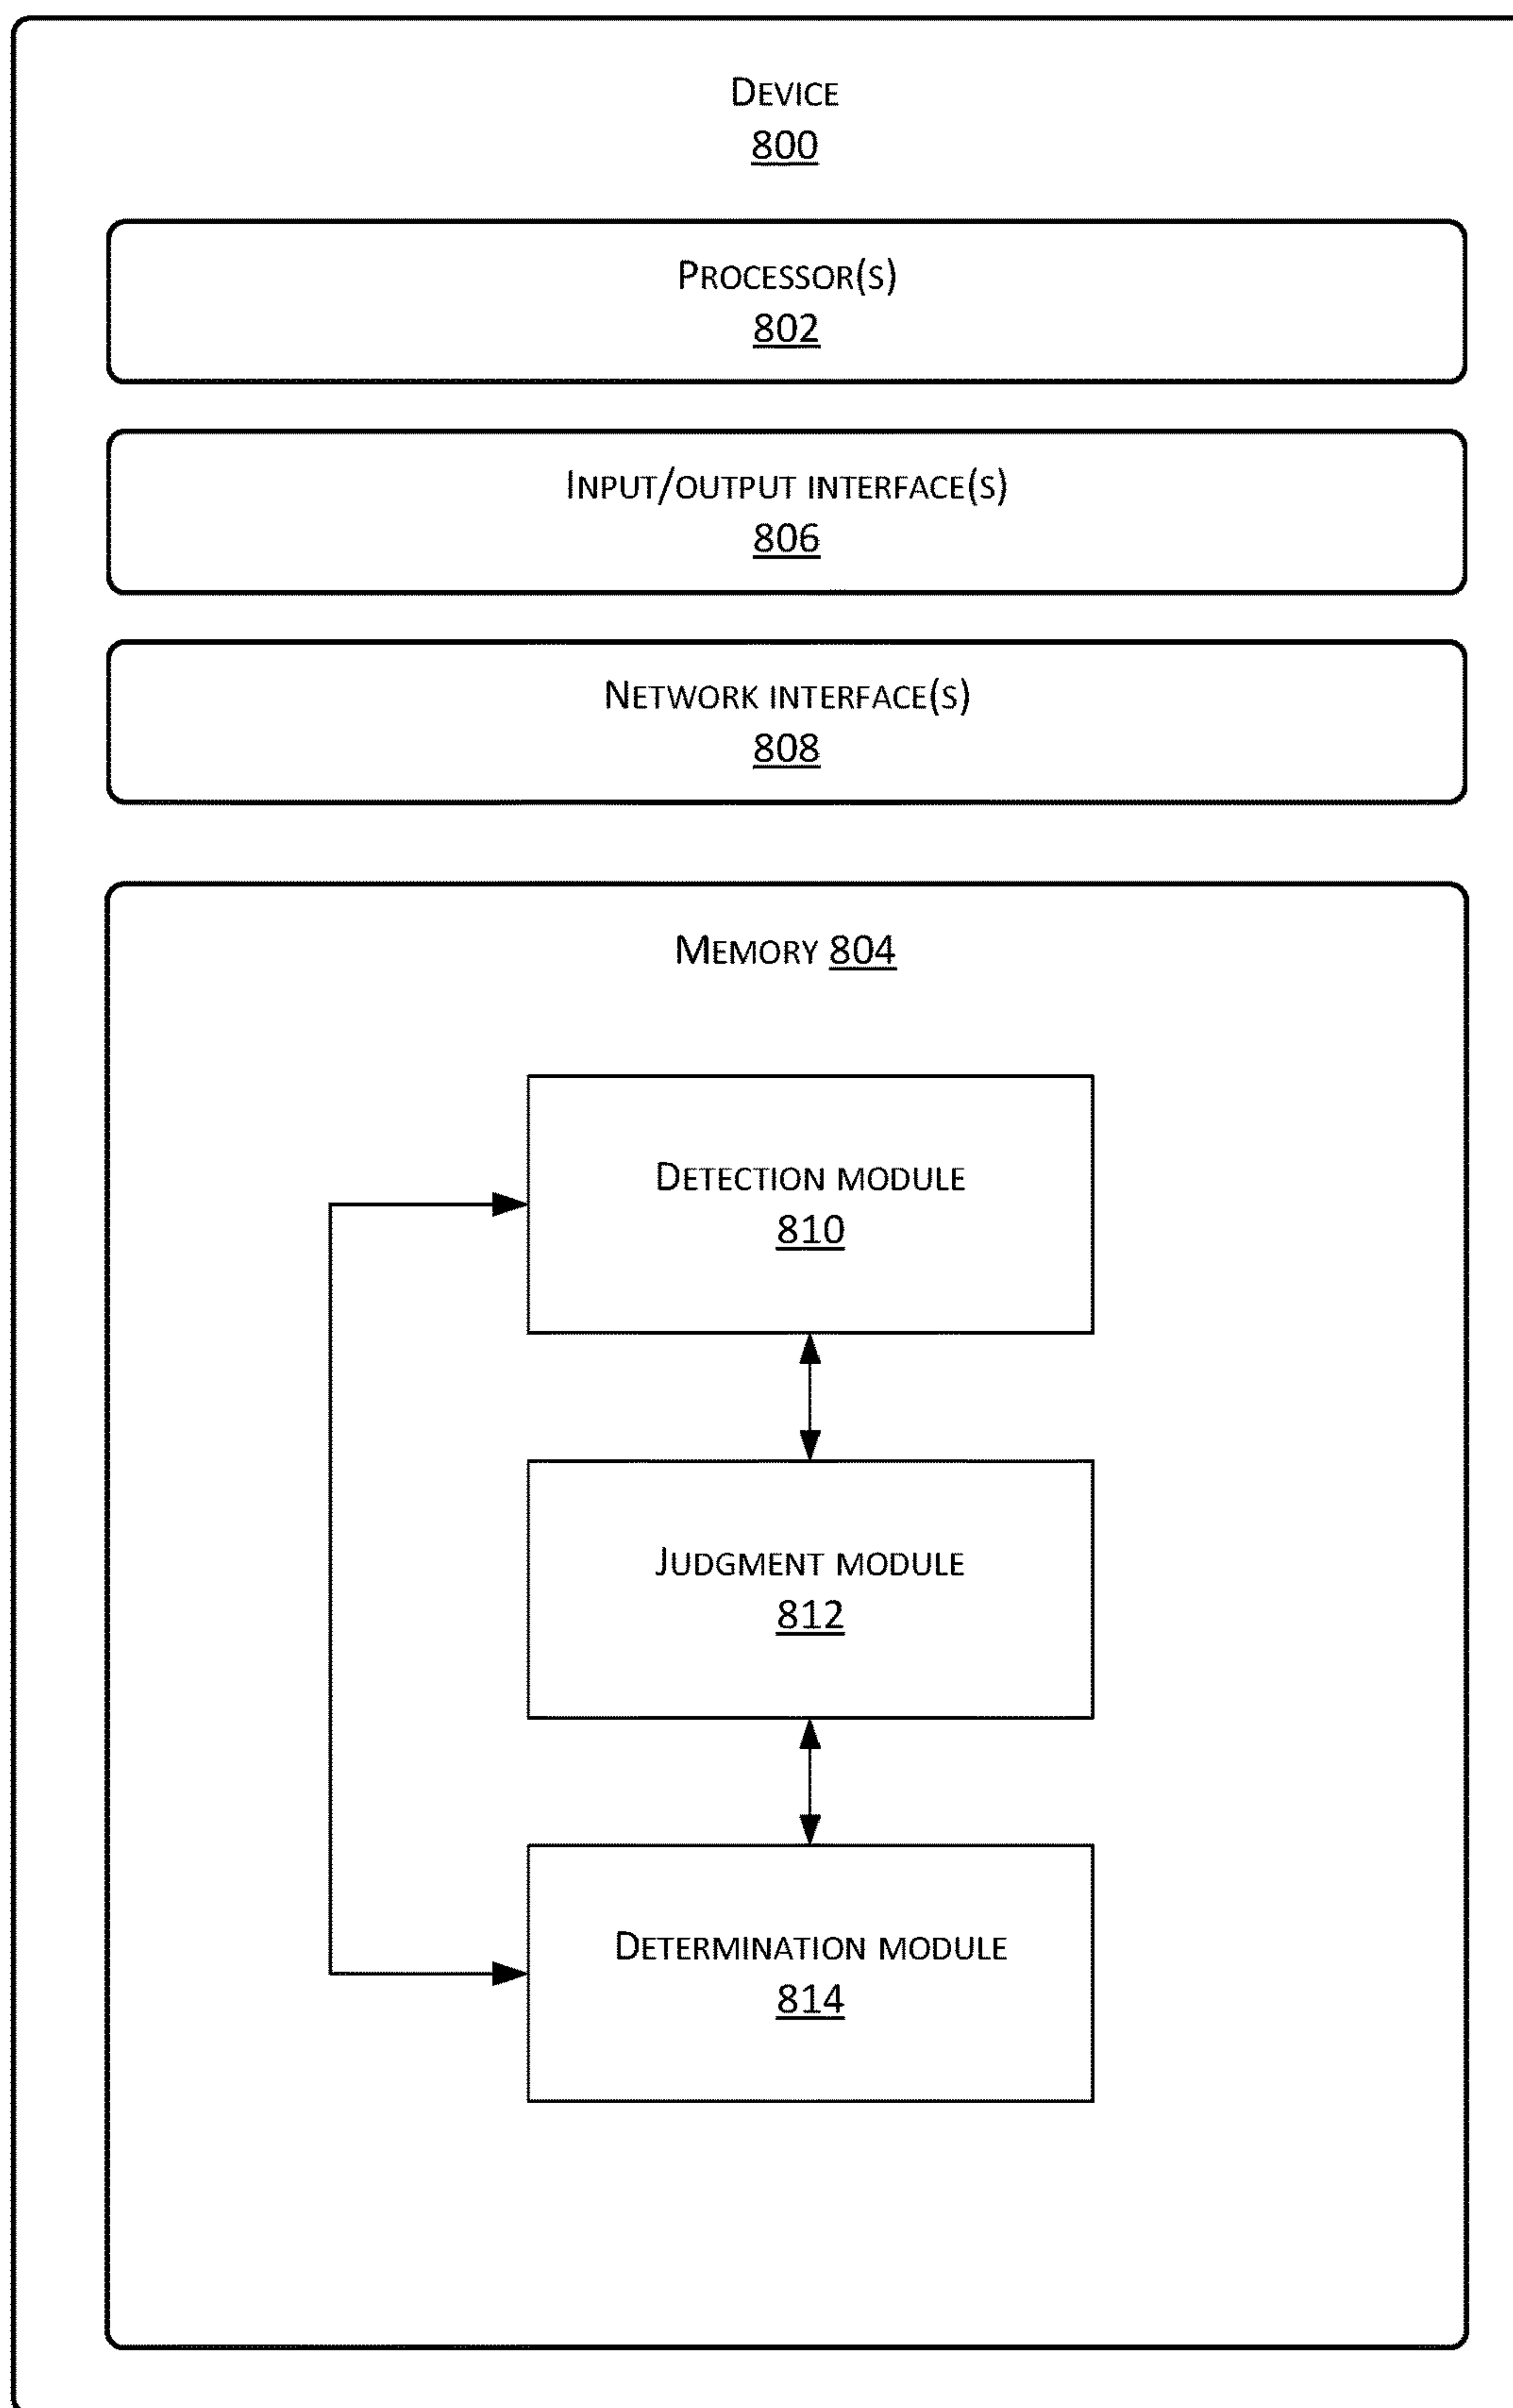 DEVICE
800
PROCESSOR(S)
802
INPUT/OUTPUT INTERFACE(S)
806
NETWORK INTERFACE(S)
808
MEMORY 804
DETECTION MODULE
810
JUDGMENT MODULE
812
DETERMINATION MODULE
814